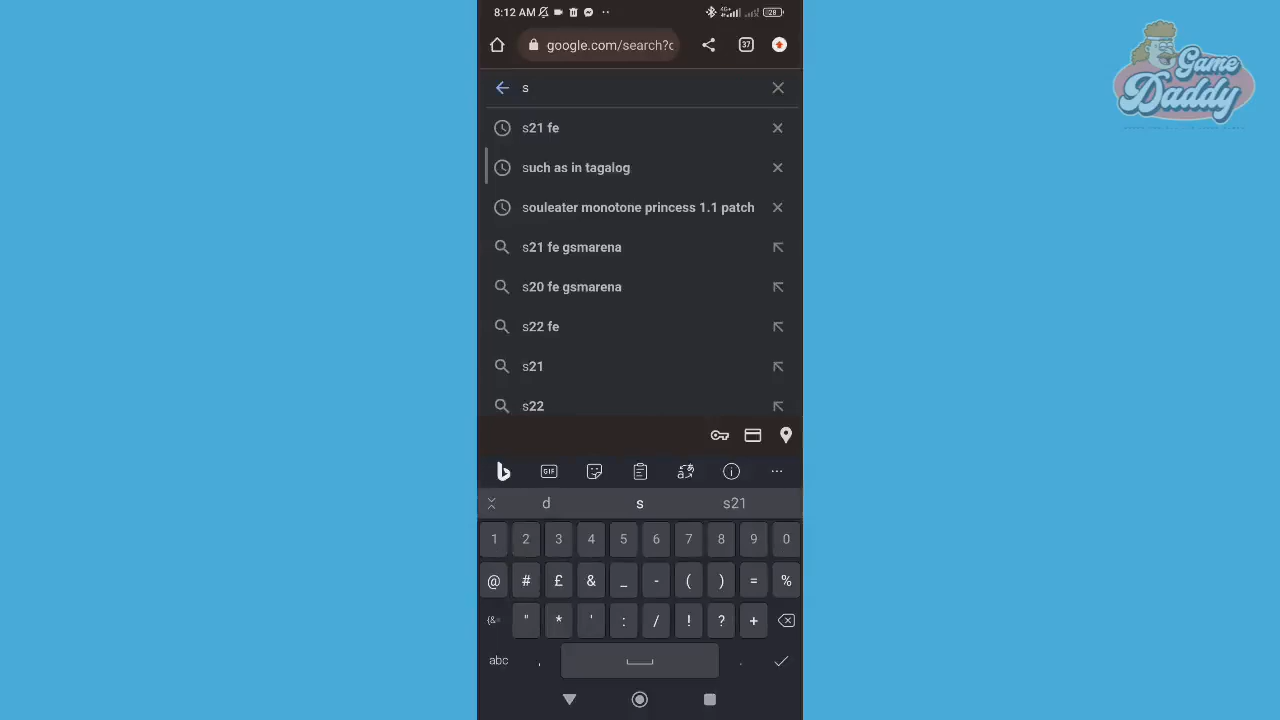 8:12 AM
4G+
28
google.com/search?c
37
Game
Daddy
s
s21 fe
such as in tagalog
souleater monotone princess 1.1 patch
s21 fe gsmarena
s20 fe gsmarena
s22 fe
s21
s22
GIF
d s s21
1 2 3 4 5 6 7 8 9 0
@ # £ & _ - ( ) = %
{&= " * ' : / ! ? +
abc , .